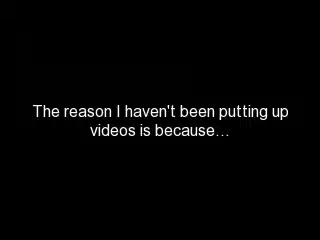 The reason I haven't been putting up
videos is because…